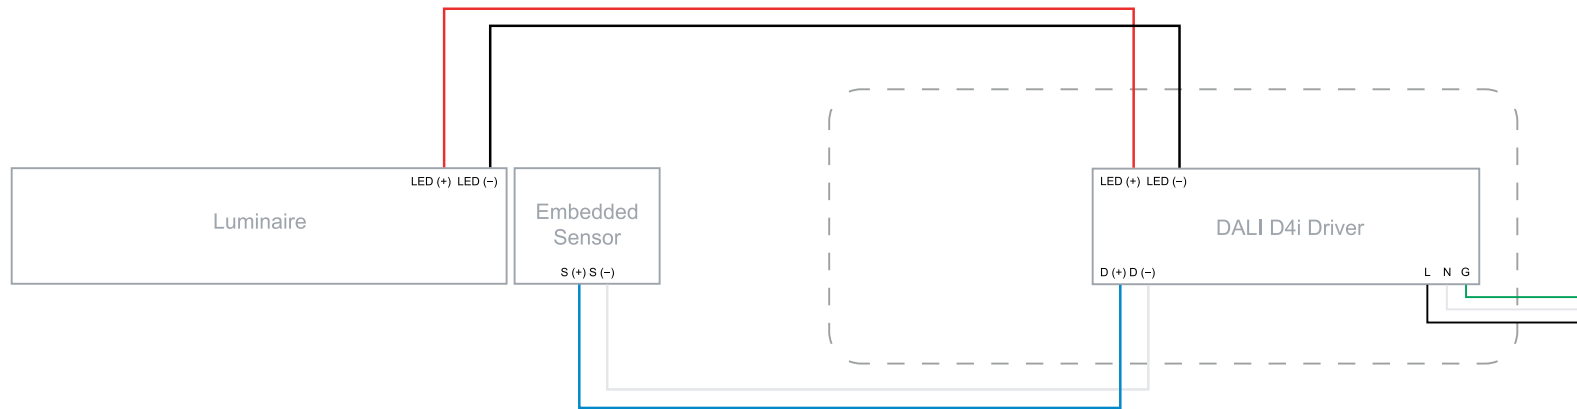 LED (+) LED (−)
Luminaire
Embedded
Sensor
S (+) S (−)
LED (+) LED (−)
DALI D4i Driver
D (+) D (−)
L N G